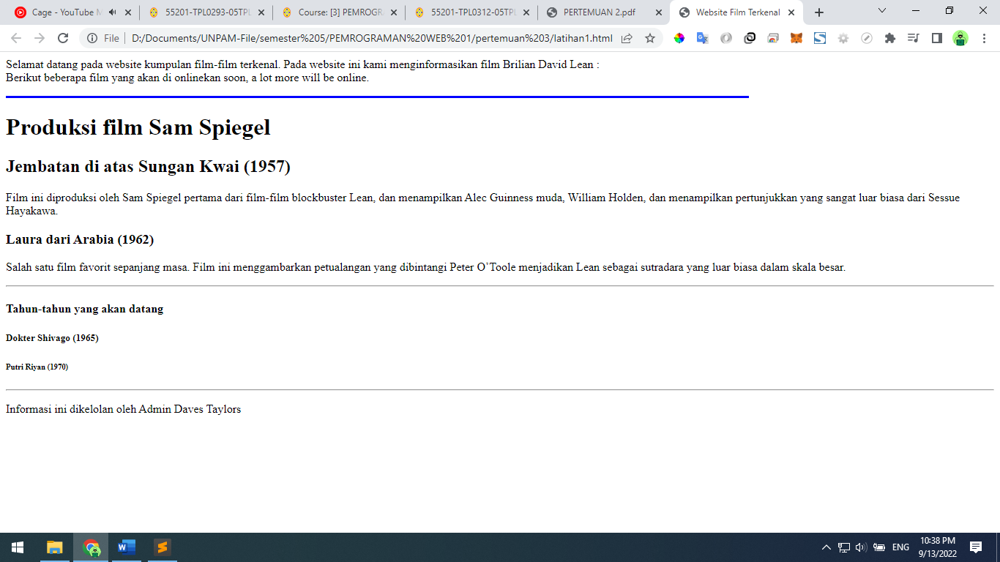 Cage - YouTube M
55201-TPL0293-05TPL
Course: [3] PEMROGR
55201-TPL0312-05TPL
PERTEMUAN 2.pdf
Website Film Terkenal
File
D:/Documents/UNPAM-File/semester%205/PEMROGRAMAN%20WEB%201/pertemuan%203/latihan1.html
Selamat datang pada website kumpulan film-film terkenal. Pada website ini kami menginformasikan film Brilian David Lean :
Berikut beberapa film yang akan di onlinekan soon, a lot more will be online.
Produksi film Sam Spiegel
Jembatan di atas Sungan Kwai (1957)
Film ini diproduksi oleh Sam Spiegel pertama dari film-film blockbuster Lean, dan menampilkan Alec Guinness muda, William Holden, dan menampilkan pertunjukkan yang sangat luar biasa dari Sessue
Hayakawa.
Laura dari Arabia (1962)
Salah satu film favorit sepanjang masa. Film ini menggambarkan petualangan yang dibintangi Peter O’Toole menjadikan Lean sebagai sutradara yang luar biasa dalam skala besar.
Tahun-tahun yang akan datang
Dokter Shivago (1965)
Putri Riyan (1970)
Informasi ini dikelolan oleh Admin Daves Taylors
ENG
10:38 PM
9/13/2022